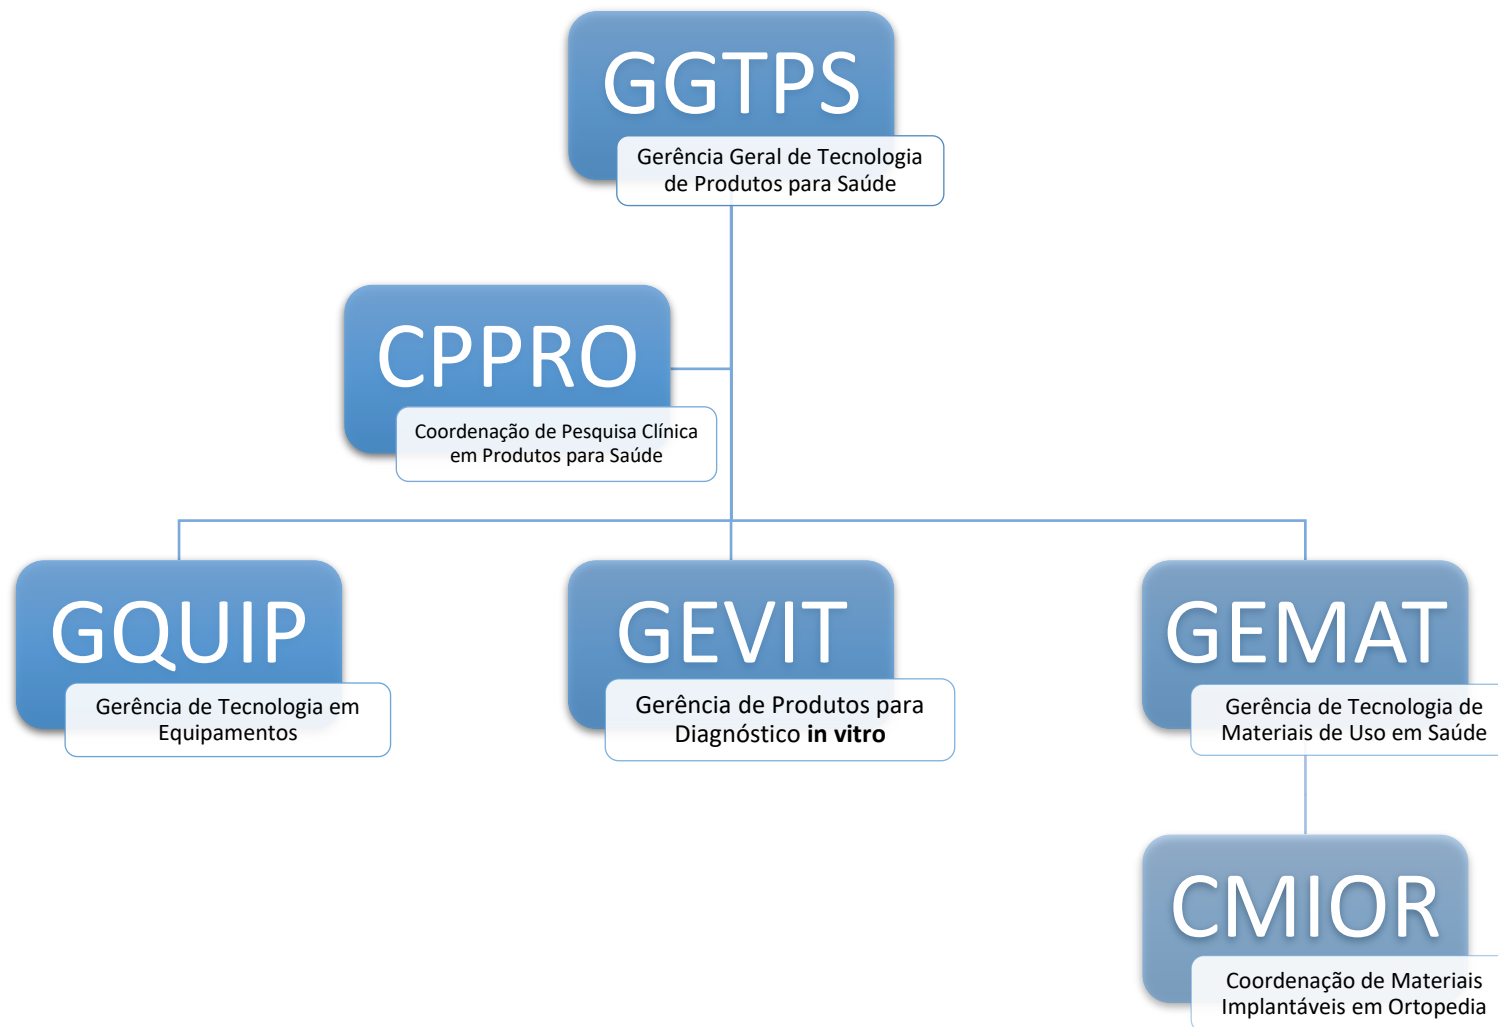 GGTPS
Gerência Geral de Tecnologia
de Produtos para Saúde
CPPRO
Coordenação de Pesquisa Clínica
em Produtos para Saúde
GQUIP
Gerência de Tecnologia em
Equipamentos
GEVIT
Gerência de Produtos para
Diagnóstico in vitro
GEMAT
Gerência de Tecnologia de
Materiais de Uso em Saúde
CMIOR
Coordenação de Materiais
Implantáveis em Ortopedia